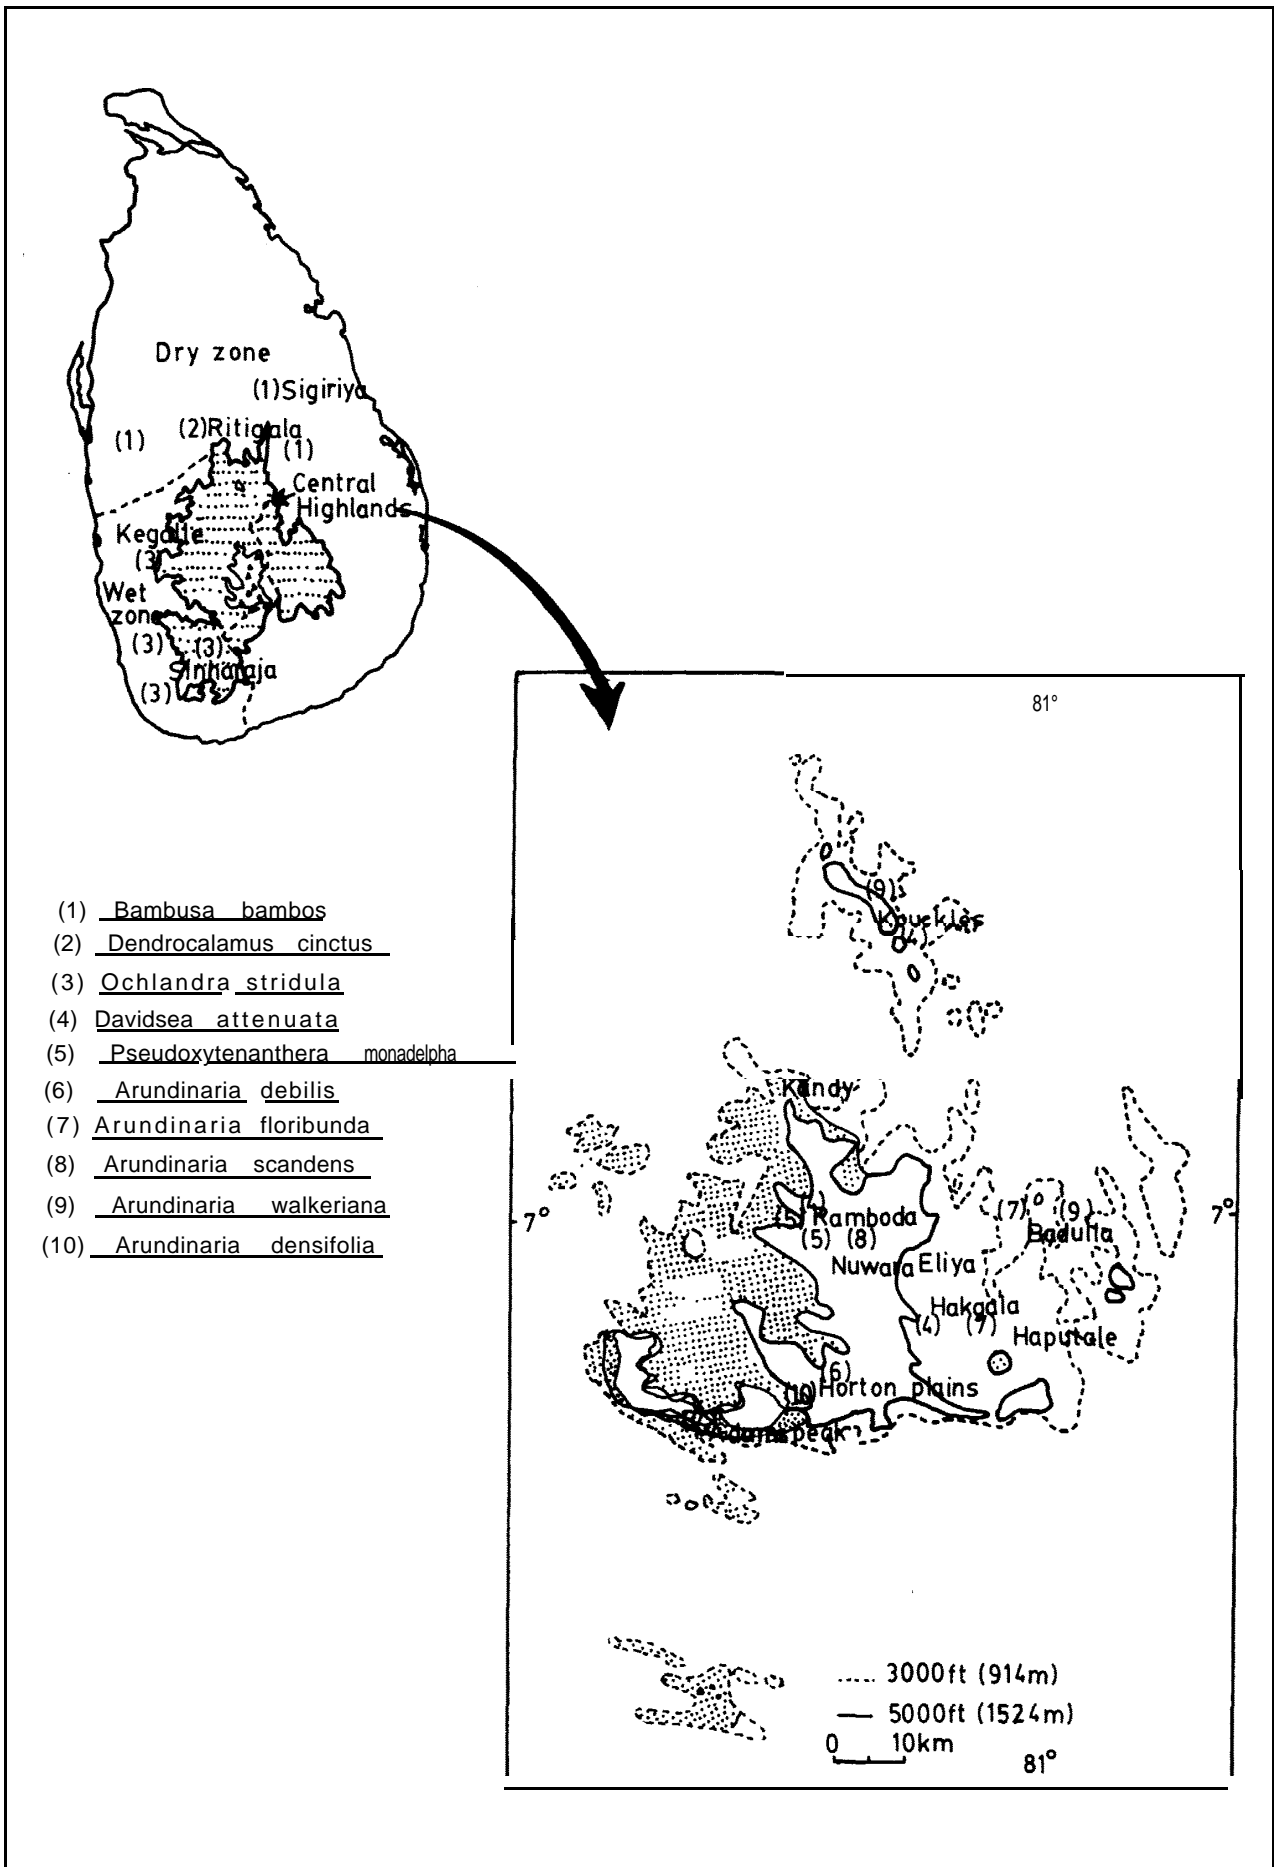 Dry zone
(1) Sigiriya
(2) Ritigala
(1)
(1)
Central
Highlands
Kegalle
(3)
Wet
zone
(3)
(3)
Sinharaja
(3)
81°
(9)
Knuckles
(4)
(1) Bambusa bambos
(2) Dendrocalamus cinctus
(3) Ochlandra stridula
(4) Davidsea attenuata
(5) Pseudoxytenanthera monadelpha
(6) Arundinaria debilis
(7) Arundinaria floribunda
(8) Arundinaria scandens
(9) Arundinaria walkeriana
(10) Arundinaria densifolia
Kandy
7°
(4)
(5) Ramboda
(5) (8)
(7) (9)
Badulla
7°
Nuwara Eliya
Hakgala
(4) (7)
Haputale
(6)
(10) Horton plains
peak
3000ft (914m)
5000ft (1524m)
0 10km
81°